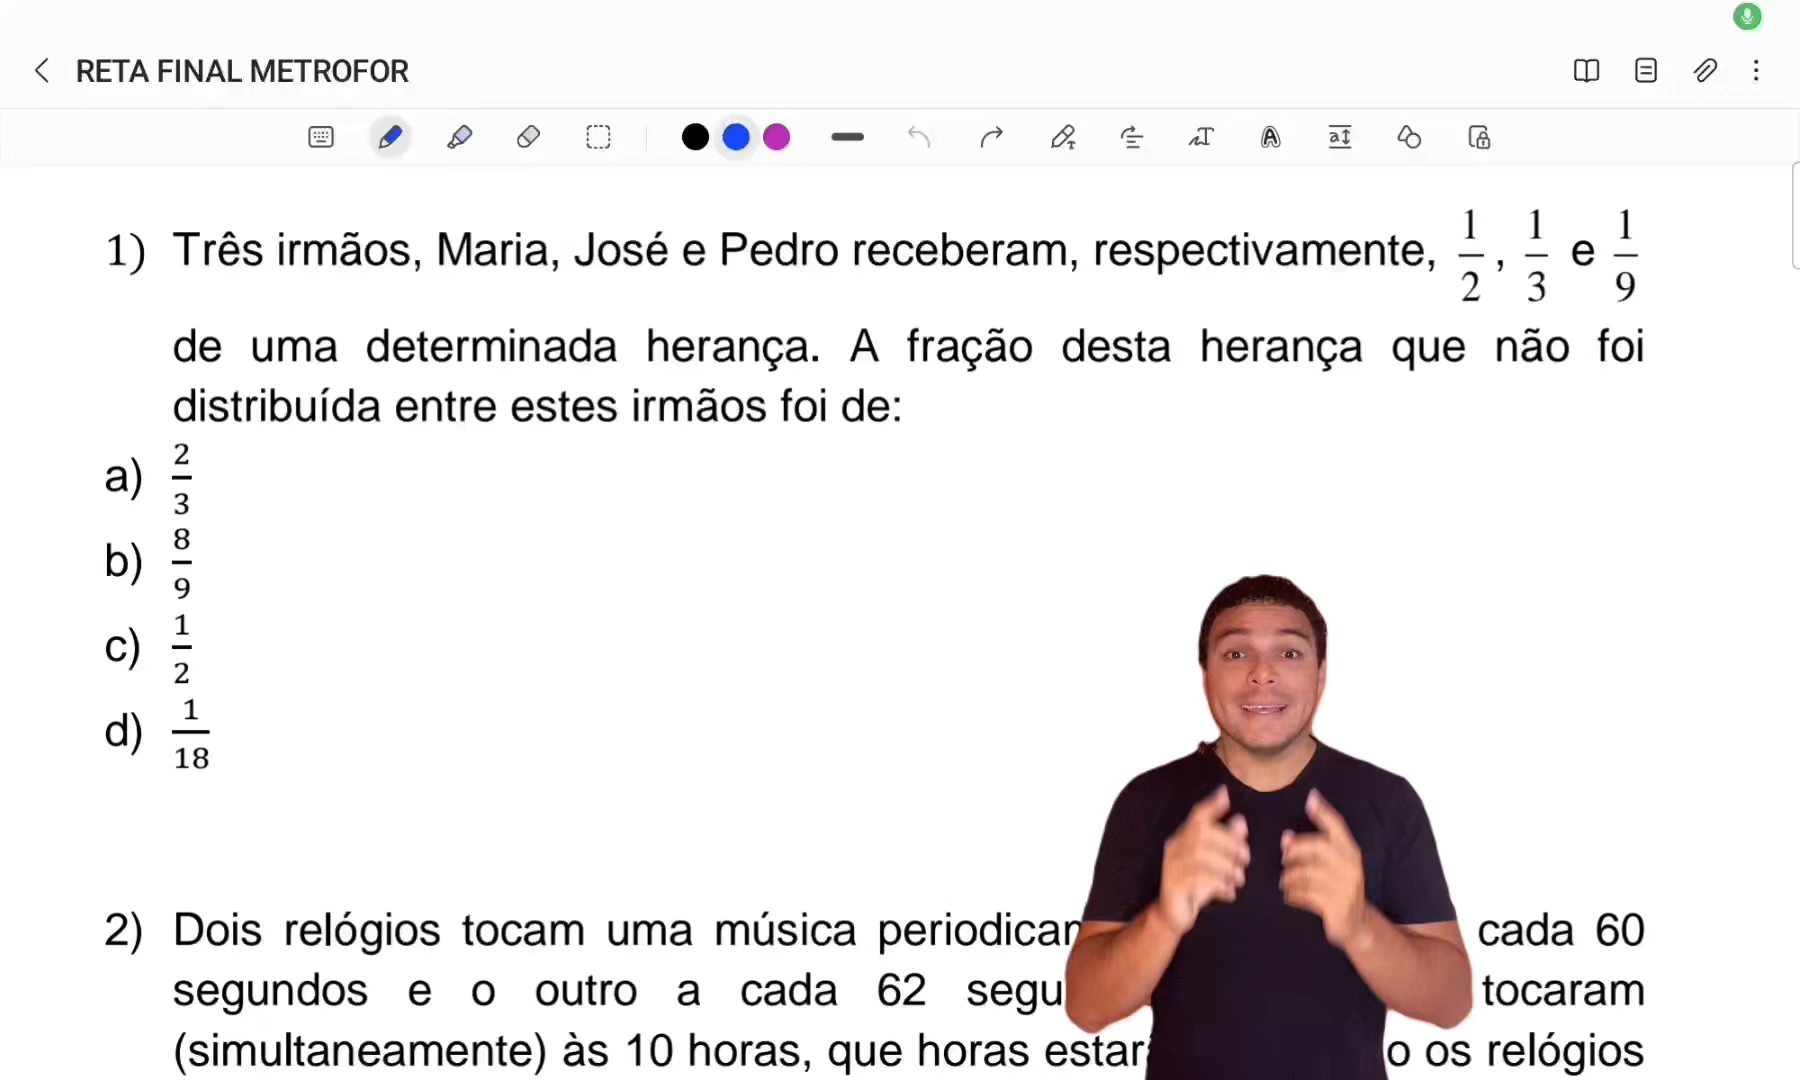 RETA FINAL METROFOR
1) Três irmãos, Maria, José e Pedro receberam, respectivamente, 1/2, 1/3 e 1/9
de uma determinada herança. A fração desta herança que não foi
distribuída entre estes irmãos foi de:
a) 2/3
b) 8/9
c) 1/2
d) 1/18
2) Dois relógios tocam uma música cada 60
segundos e o outro a cada 62 tocaram
(simultaneamente) às 10 horas, que horas os relógios